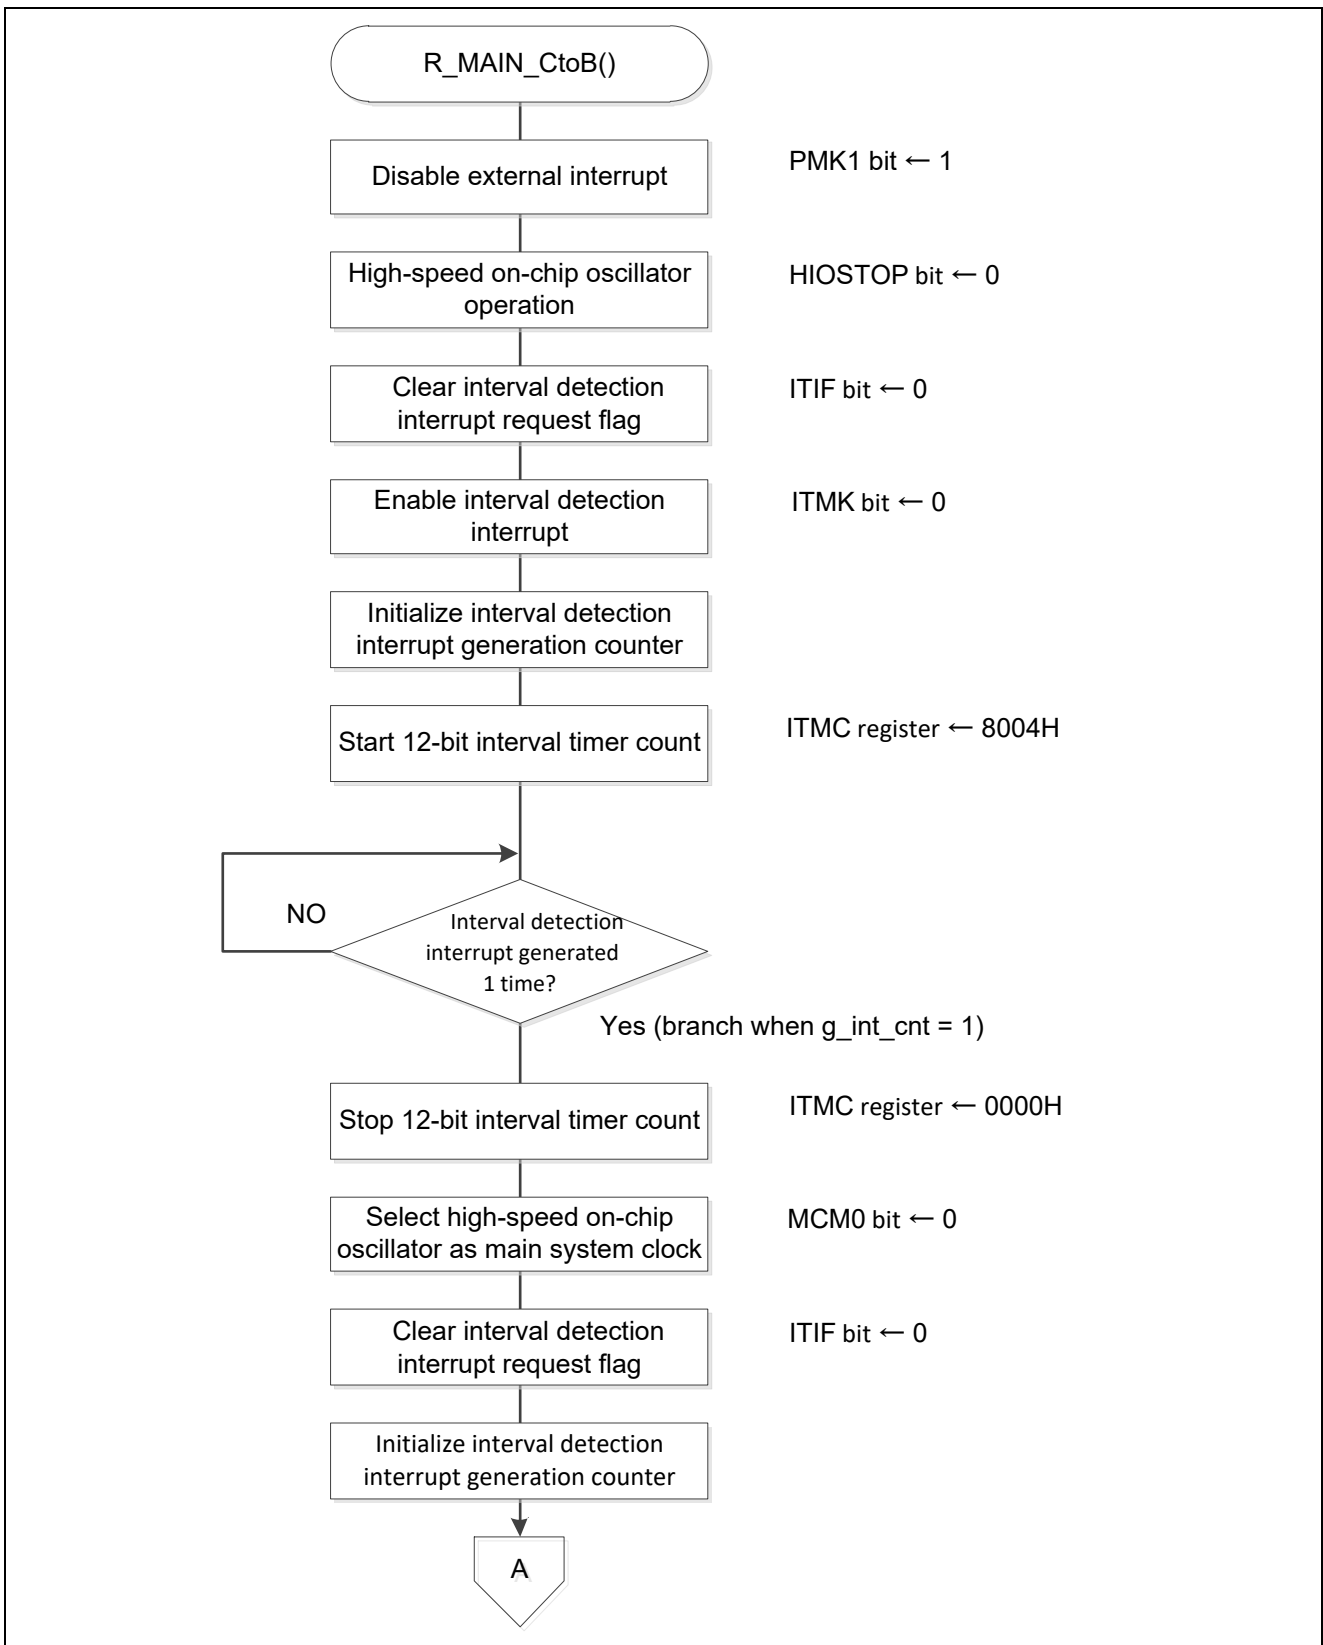 R_MAIN_CtoB()
Disable external interrupt
PMK1 bit ← 1
High-speed on-chip oscillator
operation
HIOSTOP bit ← 0
Clear interval detection
interrupt request flag
ITIF bit ← 0
Enable interval detection
interrupt
ITMK bit ← 0
Initialize interval detection
interrupt generation counter
Start 12-bit interval timer count
ITMC register ← 8004H
NO
Interval detection
interrupt generated
1 time?
Yes (branch when g_int_cnt = 1)
Stop 12-bit interval timer count
ITMC register ← 0000H
Select high-speed on-chip
oscillator as main system clock
MCM0 bit ← 0
Clear interval detection
interrupt request flag
ITIF bit ← 0
Initialize interval detection
interrupt generation counter
A